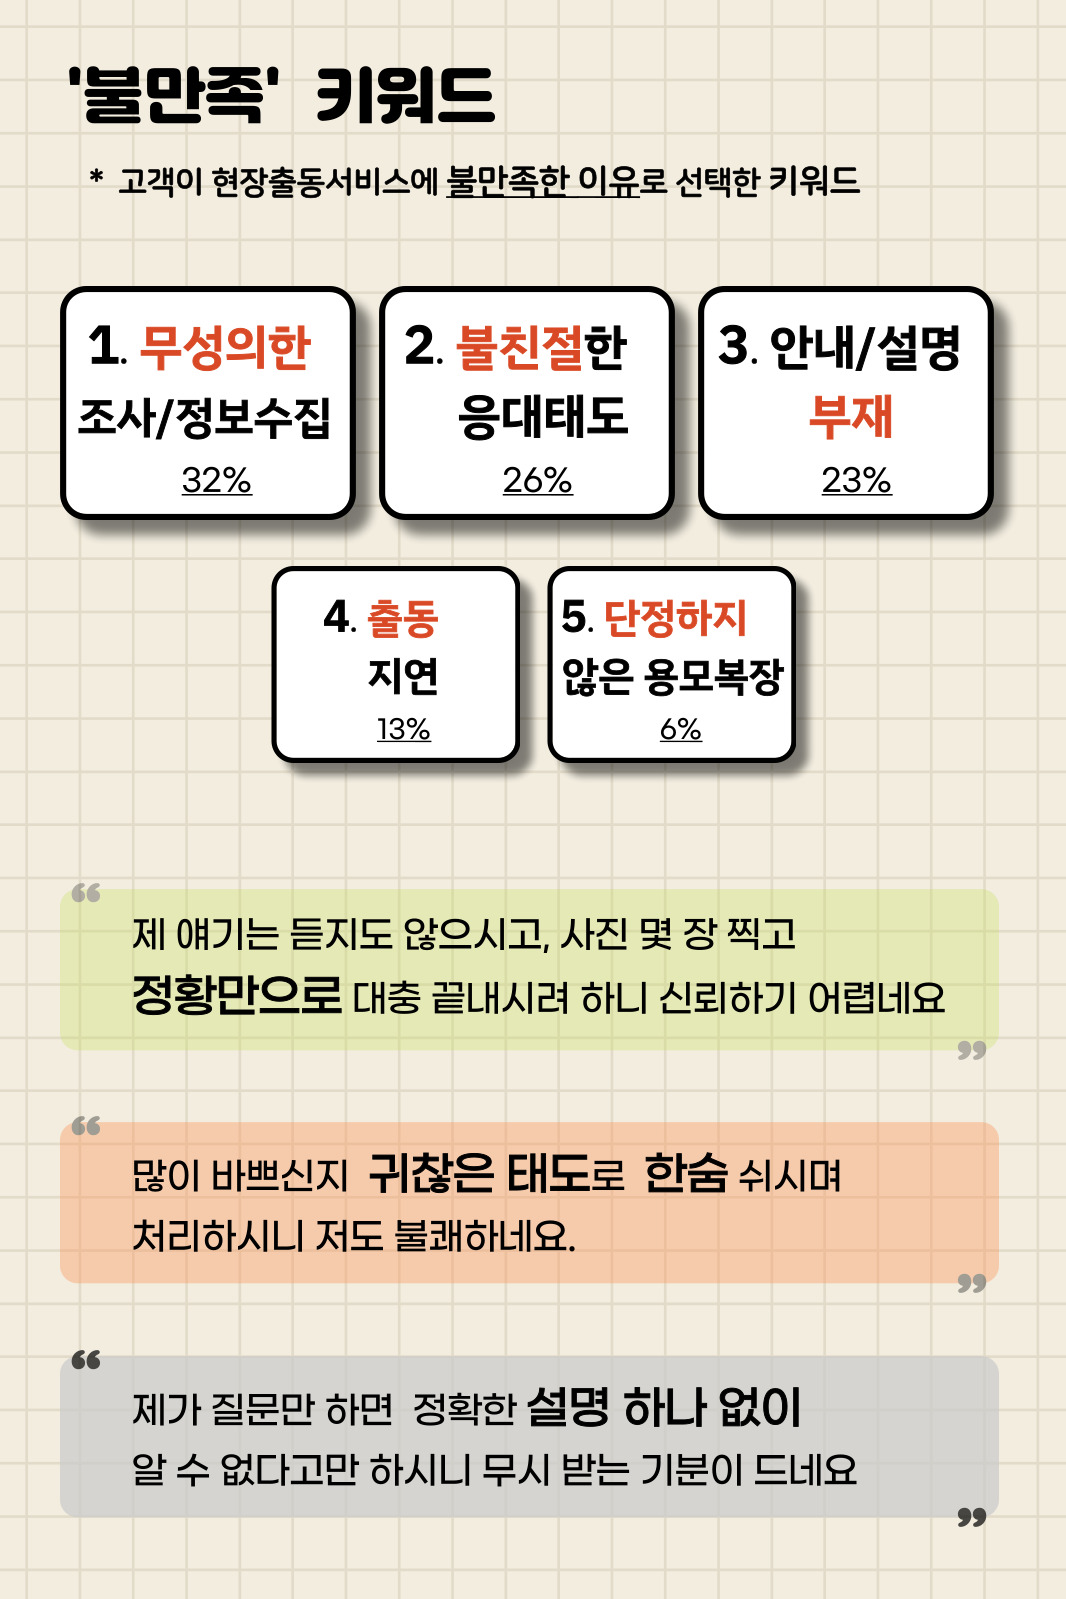 '불만족' 키워드
* 고객이 현장출동서비스에 불만족한 이유로 선택한 키워드
1. 무성의한
조사/정보수집
32%
2. 불친절한
응대태도
26%
3. 안내/설명
부재
23%
4. 출동
지연
13%
5. 단정하지
않은 용모복장
6%
“
제 얘기는 듣지도 않으시고, 사진 몇 장 찍고
정황만으로 대충 끝내시려 하니 신뢰하기 어렵네요
”
“
많이 바쁘신지 귀찮은 태도로 한숨 쉬시며
처리하시니 저도 불쾌하네요.
”
“
제가 질문만 하면 정확한 설명 하나 없이
알 수 없다고만 하시니 무시 받는 기분이 드네요
”